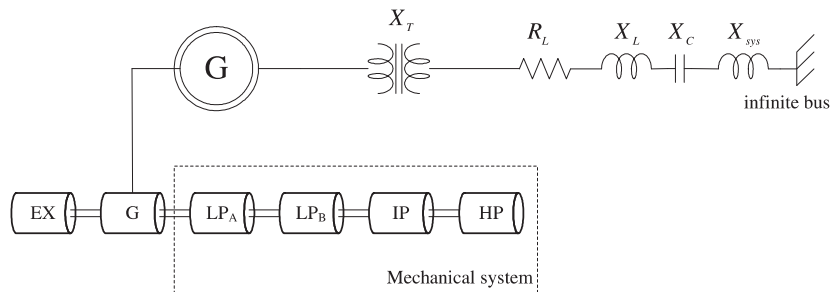 X_T
R_L X_L X_C X_sys
G
infinite bus
EX G LP_A LP_B IP HP
Mechanical system